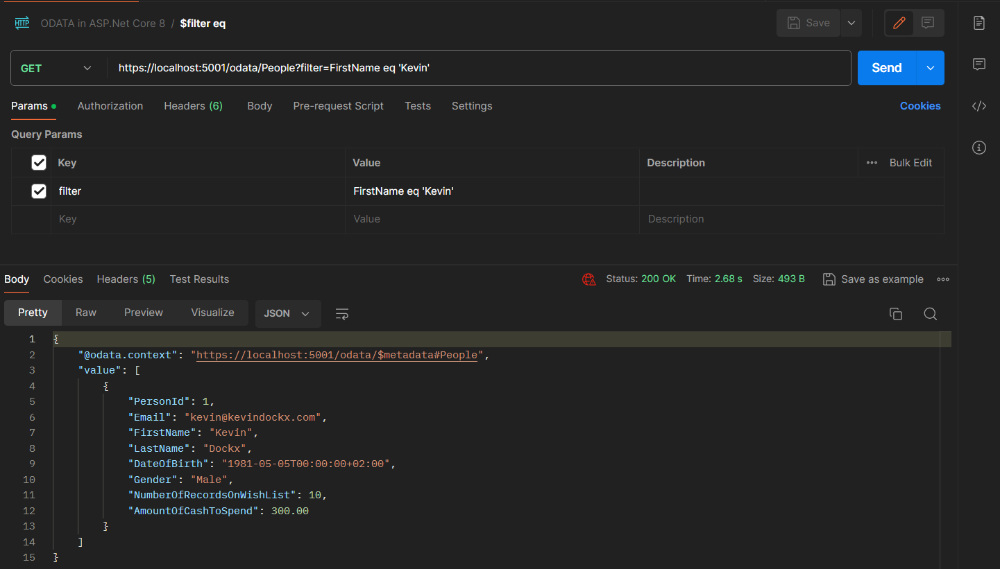 HTTP ODATA in ASP.Net Core 8 / $filter eq Save
GET https://localhost:5001/odata/People?filter=FirstName eq 'Kevin' Send
Params Authorization Headers (6) Body Pre-request Script Tests Settings Cookies
Query Params
Key Value Description Bulk Edit
filter FirstName eq 'Kevin'
Key Value Description
Body Cookies Headers (5) Test Results Status: 200 OK Time: 2.68 s Size: 493 B Save as example
Pretty Raw Preview Visualize JSON
1 {
2 "@odata.context": "https://localhost:5001/odata/$metadata#People",
3 "value": [
4 {
5 "PersonId": 1,
6 "Email": "kevin@kevindockx.com",
7 "FirstName": "Kevin",
8 "LastName": "Dockx",
9 "DateOfBirth": "1981-05-05T00:00:00+02:00",
10 "Gender": "Male",
11 "NumberOfRecordsOnWishList": 10,
12 "AmountOfCashToSpend": 300.00
13 }
14 ]
15 }